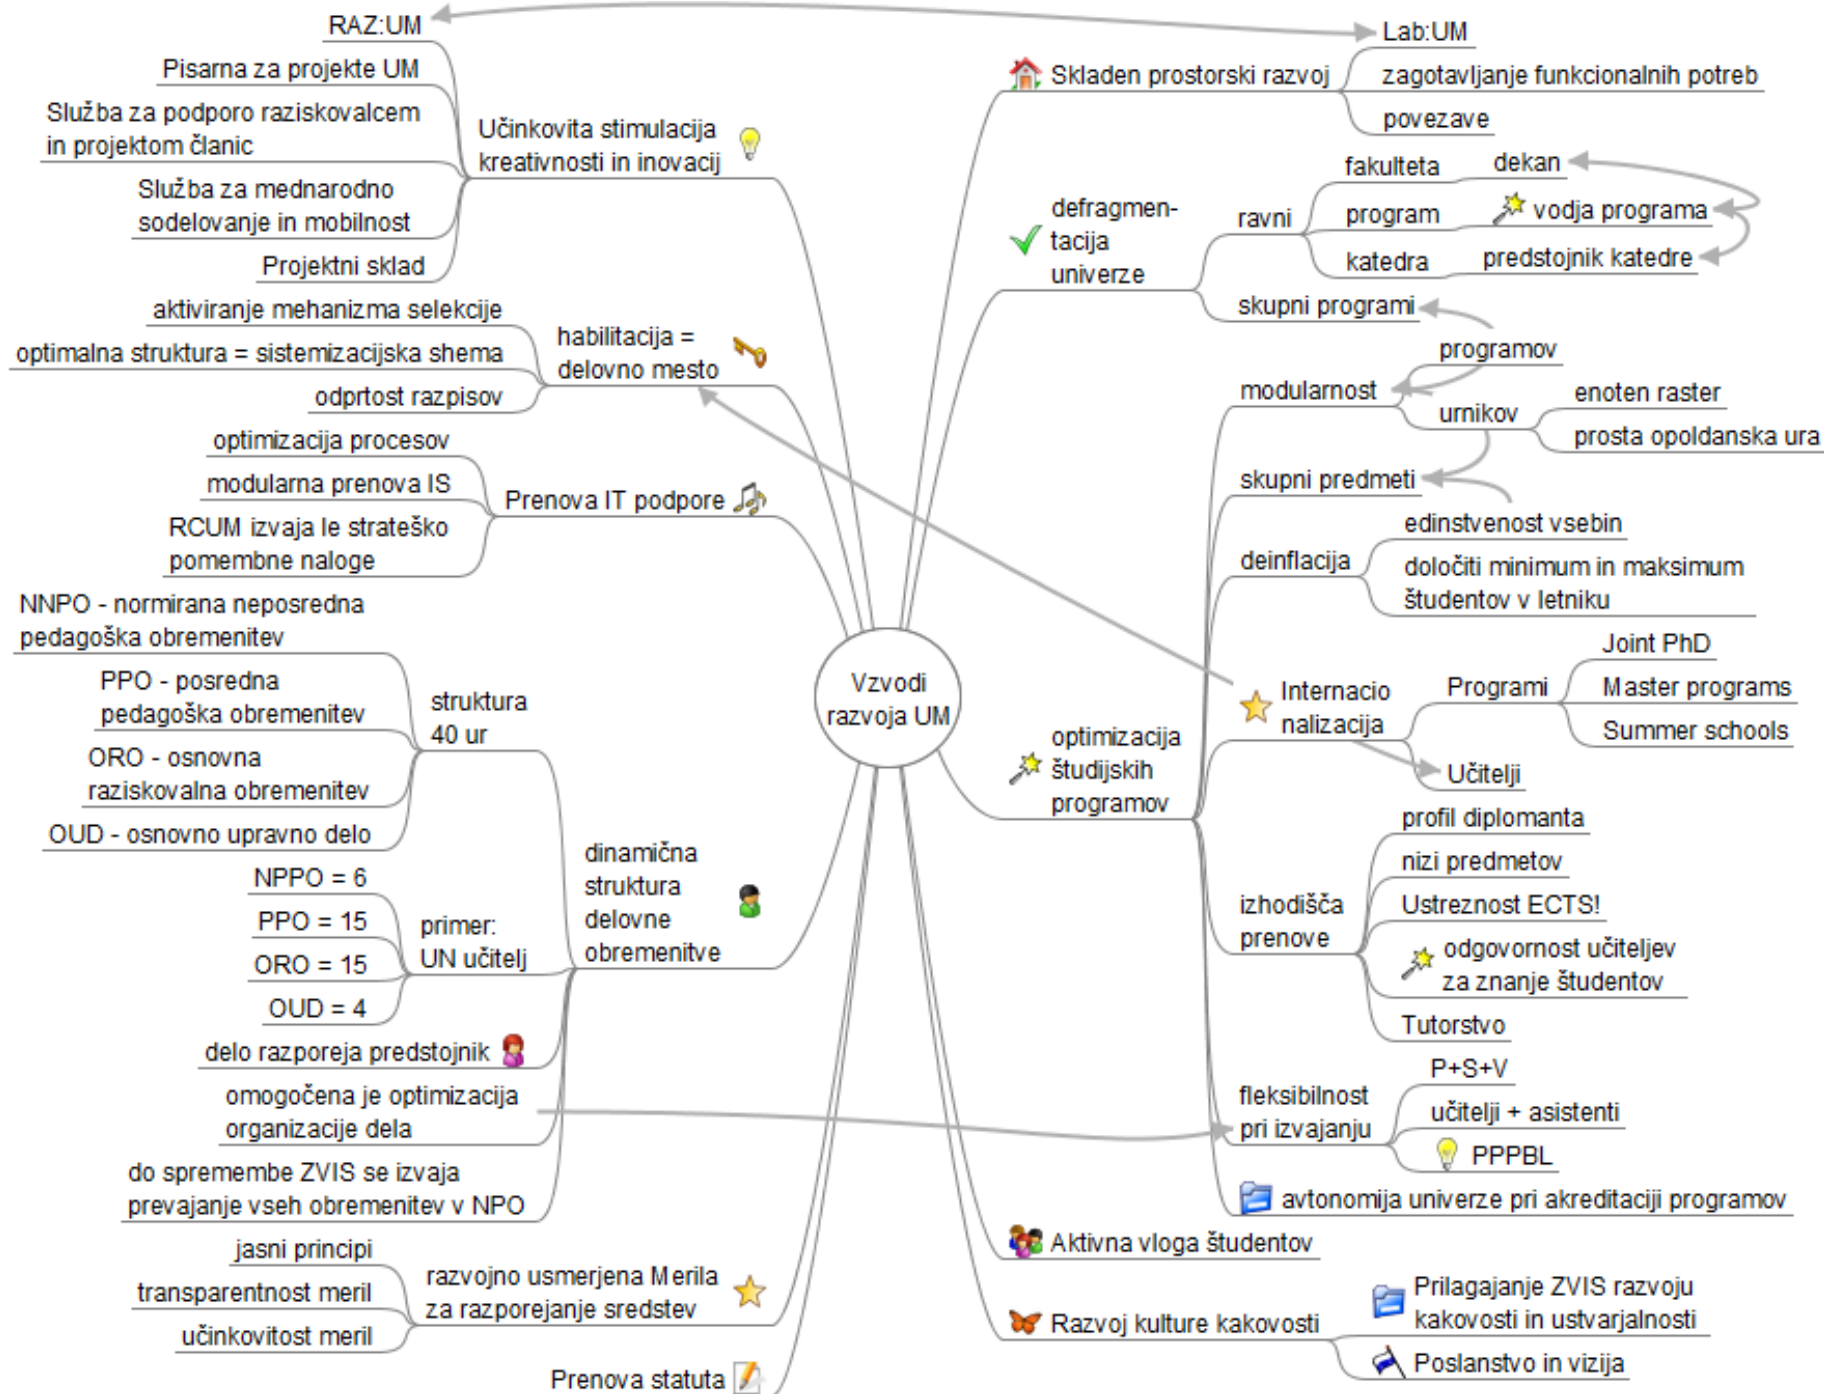 Vzvodi
razvoja UM
RAZ:UM
Pisarna za projekte UM
Služba za podporo raziskovalcem
in projektom članic
Služba za mednarodno
sodelovanje in mobilnost
Projektni sklad
Učinkovita stimulacija
kreativnosti in inovacij
aktiviranje mehanizma selekcije
optimalna struktura = sistemizacijska shema
odprtost razpisov
habilitacija =
delovno mesto
optimizacija procesov
modularna prenova IS
RCUM izvaja le strateško
pomembne naloge
Prenova IT podpore
NNPO - normirana neposredna
pedagoška obremenitev
PPO - posredna
pedagoška obremenitev
ORO - osnovna
raziskovalna obremenitev
OUD - osnovno upravno delo
struktura
40 ur
NPPO = 6
PPO = 15
ORO = 15
OUD = 4
primer:
UN učitelj
delo razporeja predstojnik
omogočena je optimizacija
organizacije dela
do spremembe ZVIS se izvaja
prevajanje vseh obremenitev v NPO
dinamična
struktura
delovne
obremenitve
jasni principi
transparentnost meril
učinkovitost meril
razvojno usmerjena Merila
za razporejanje sredstev
Prenova statuta
Skladen prostorski razvoj
Lab:UM
zagotavljanje funkcionalnih potreb
povezave
defragmen-
tacija
univerze
ravni
fakulteta
dekan
program
vodja programa
katedra
predstojnik katedre
skupni programi
optimizacija
študijskih
programov
modularnost
programov
urnikov
enoten raster
prosta opoldanska ura
skupni predmeti
deinflacija
edinstvenost vsebin
določiti minimum in maksimum
študentov v letniku
Internacio
nalizacija
Programi
Joint PhD
Master programs
Summer schools
Učitelji
izhodišča
prenove
profil diplomanta
nizi predmetov
Ustreznost ECTS!
odgovornost učiteljev
za znanje študentov
Tutorstvo
fleksibilnost
pri izvajanju
P+S+V
učitelji + asistenti
PPPBL
avtonomija univerze pri akreditaciji programov
Aktivna vloga študentov
Razvoj kulture kakovosti
Prilagajanje ZVIS razvoju
kakovosti in ustvarjalnosti
Poslanstvo in vizija